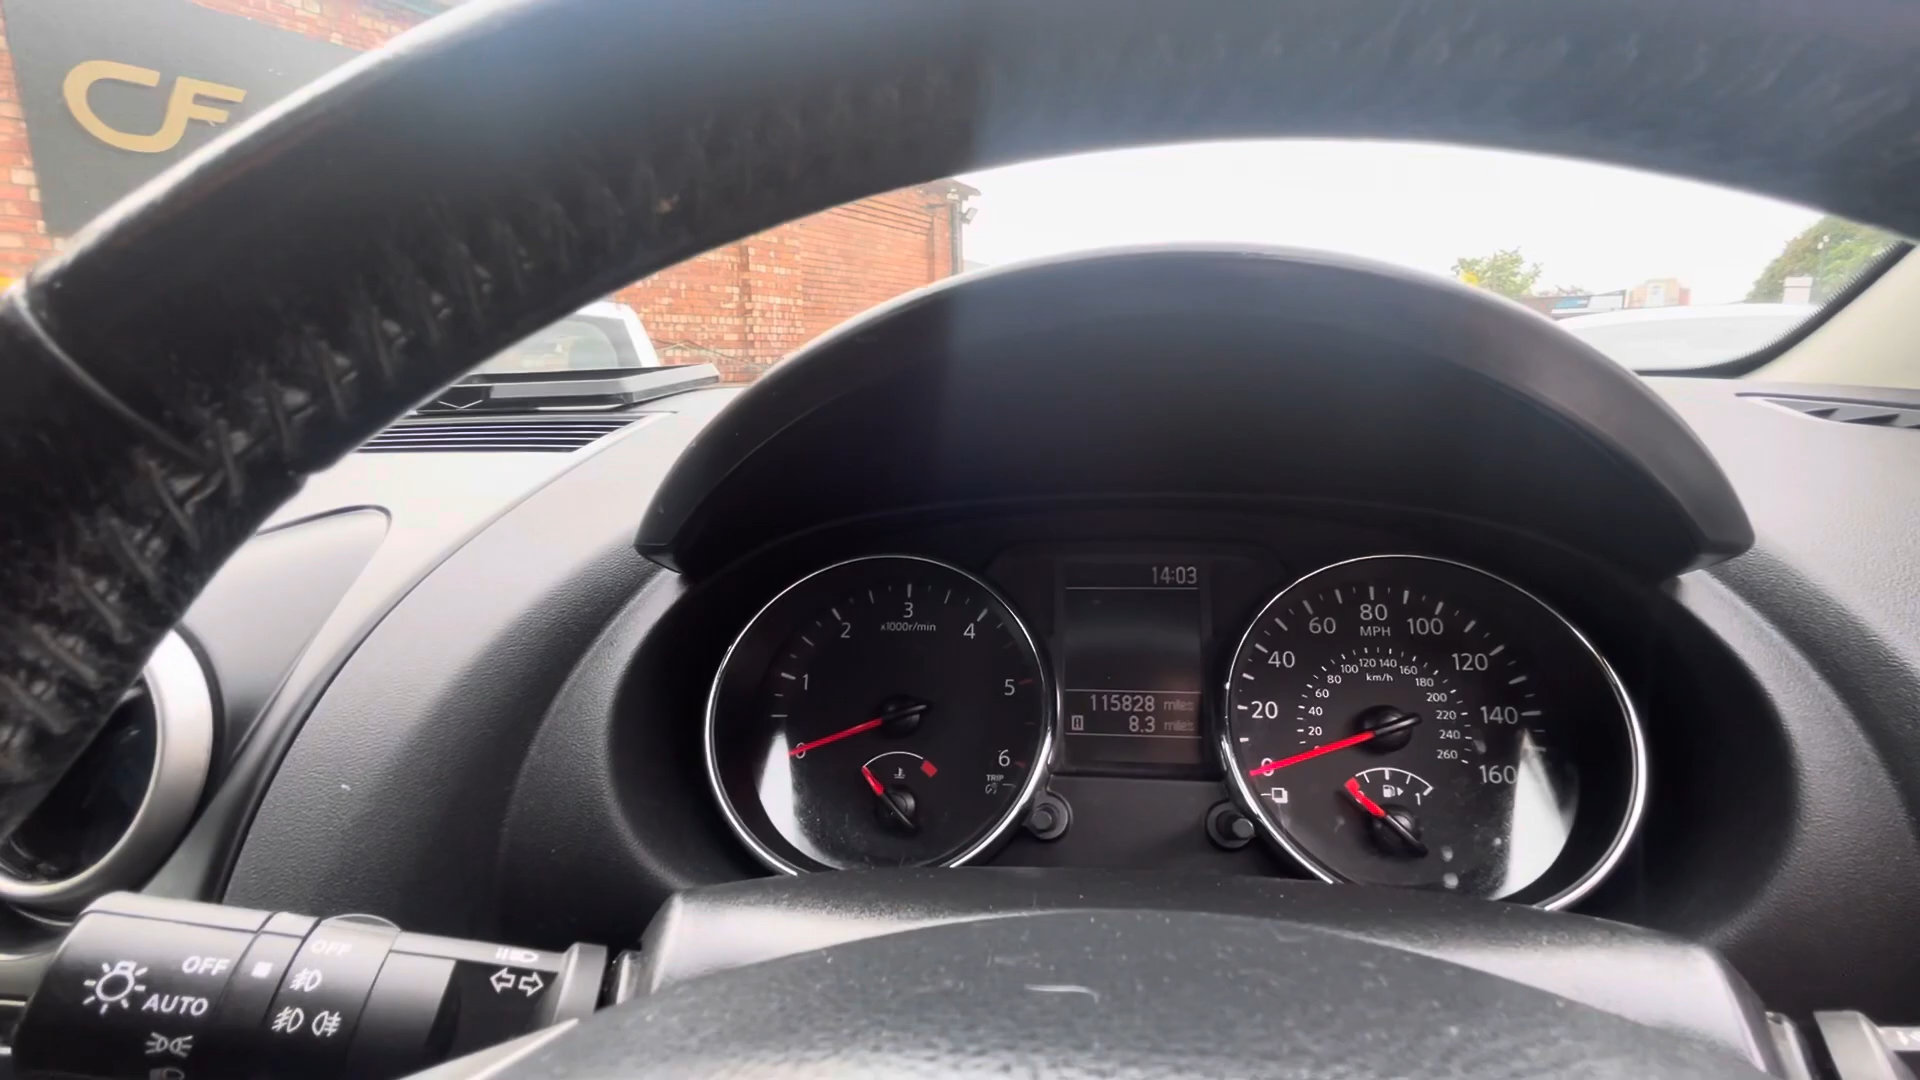 CF
14:03
115828 miles
8.3 miles
0 1 2 3 4 5 6
x1000r/min
TRIP
0 20 40 60 80 100 120 140 160
MPH
20 40 60 80 100 120 140 160 180 200 220 240 260
km/h
1
OFF
AUTO
OFF